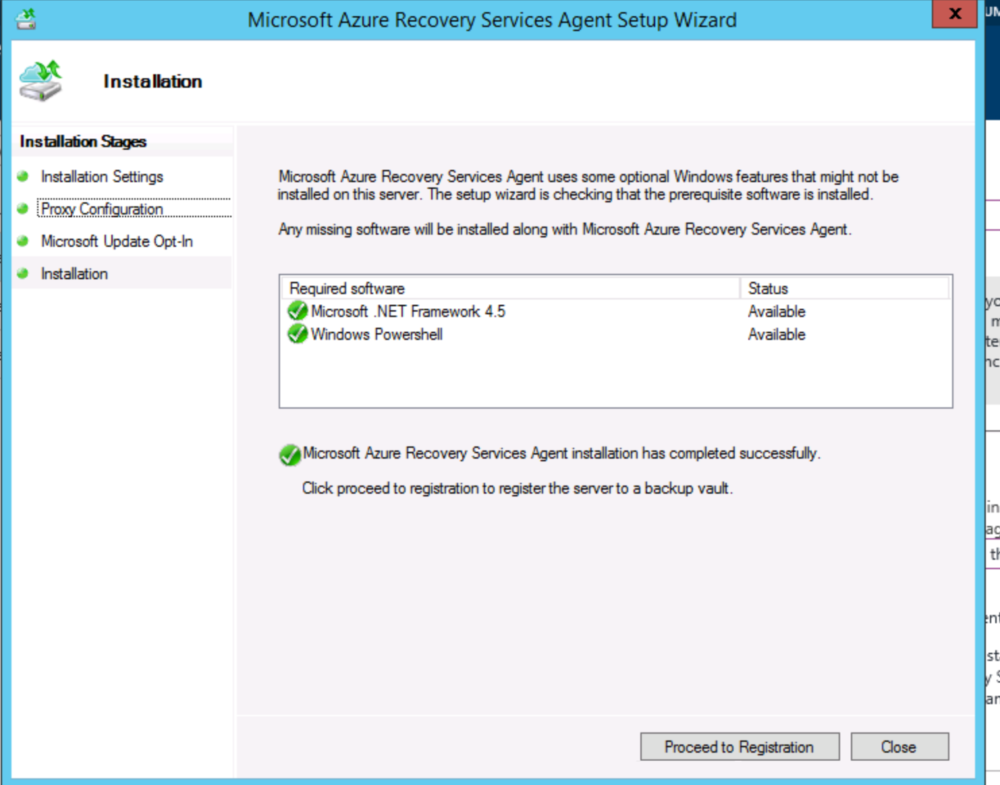 Microsoft Azure Recovery Services Agent Setup Wizard
x
Installation
Installation Stages
Installation Settings
Proxy Configuration
Microsoft Update Opt-In
Installation
Microsoft Azure Recovery Services Agent uses some optional Windows features that might not be
installed on this server. The setup wizard is checking that the prerequisite software is installed.
Any missing software will be installed along with Microsoft Azure Recovery Services Agent.
Required software Status
Microsoft .NET Framework 4.5 Available
Windows Powershell Available
Microsoft Azure Recovery Services Agent installation has completed successfully.
Click proceed to registration to register the server to a backup vault.
Proceed to Registration Close